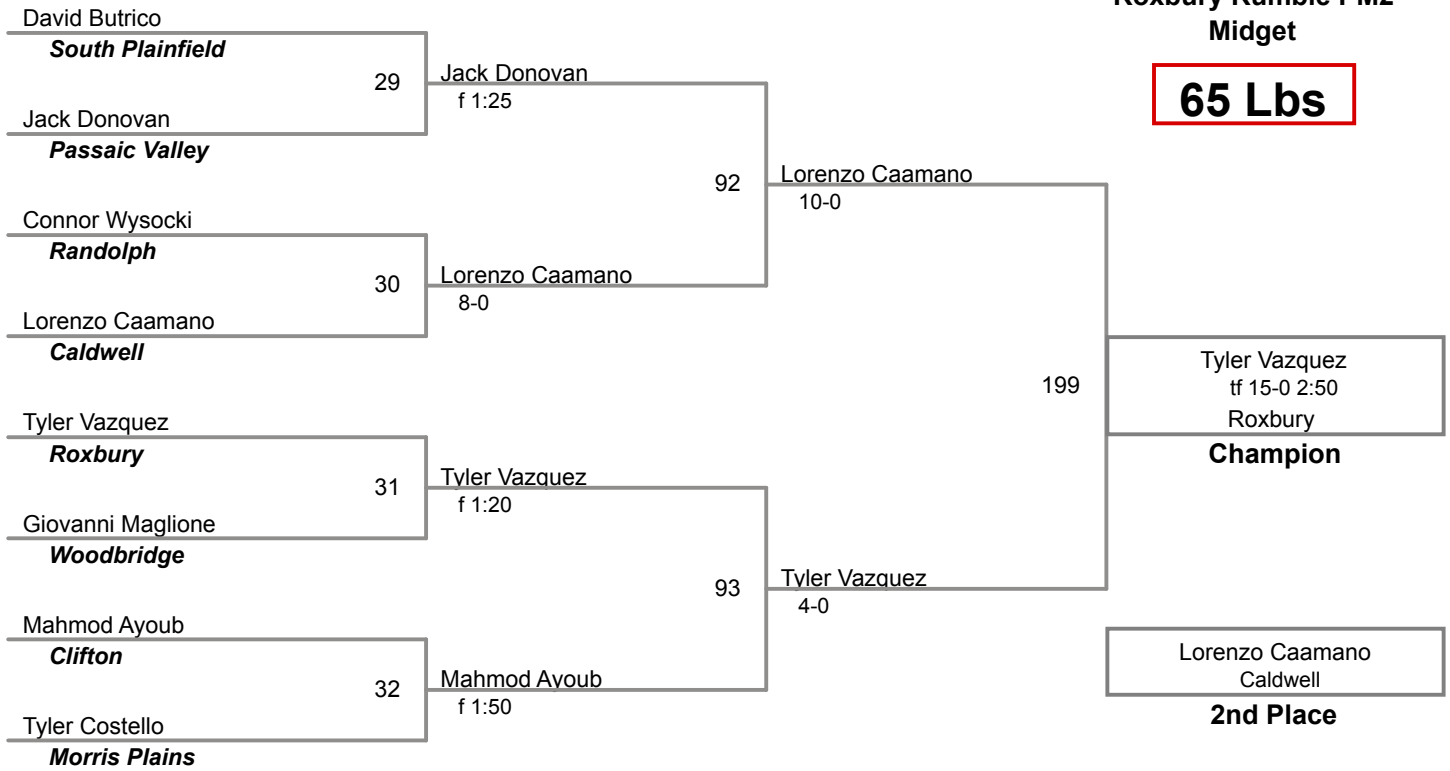 Roxbury Rumble PM2
Midget
65 Lbs
David Butrico
South Plainfield
29
Jack Donovan
Passaic Valley
Connor Wysocki
Randolph
30
Lorenzo Caamano
Caldwell
Tyler Vazquez
Roxbury
31
Giovanni Maglione
Woodbridge
Mahmod Ayoub
Clifton
32
Tyler Costello
Morris Plains
Jack Donovan
f 1:25
92
Lorenzo Caamano
8-0
Tyler Vazquez
f 1:20
93
Mahmod Ayoub
f 1:50
Lorenzo Caamano
10-0
199
Tyler Vazquez
4-0
Tyler Vazquez
tf 15-0 2:50
Roxbury
Champion
Lorenzo Caamano
Caldwell
2nd Place